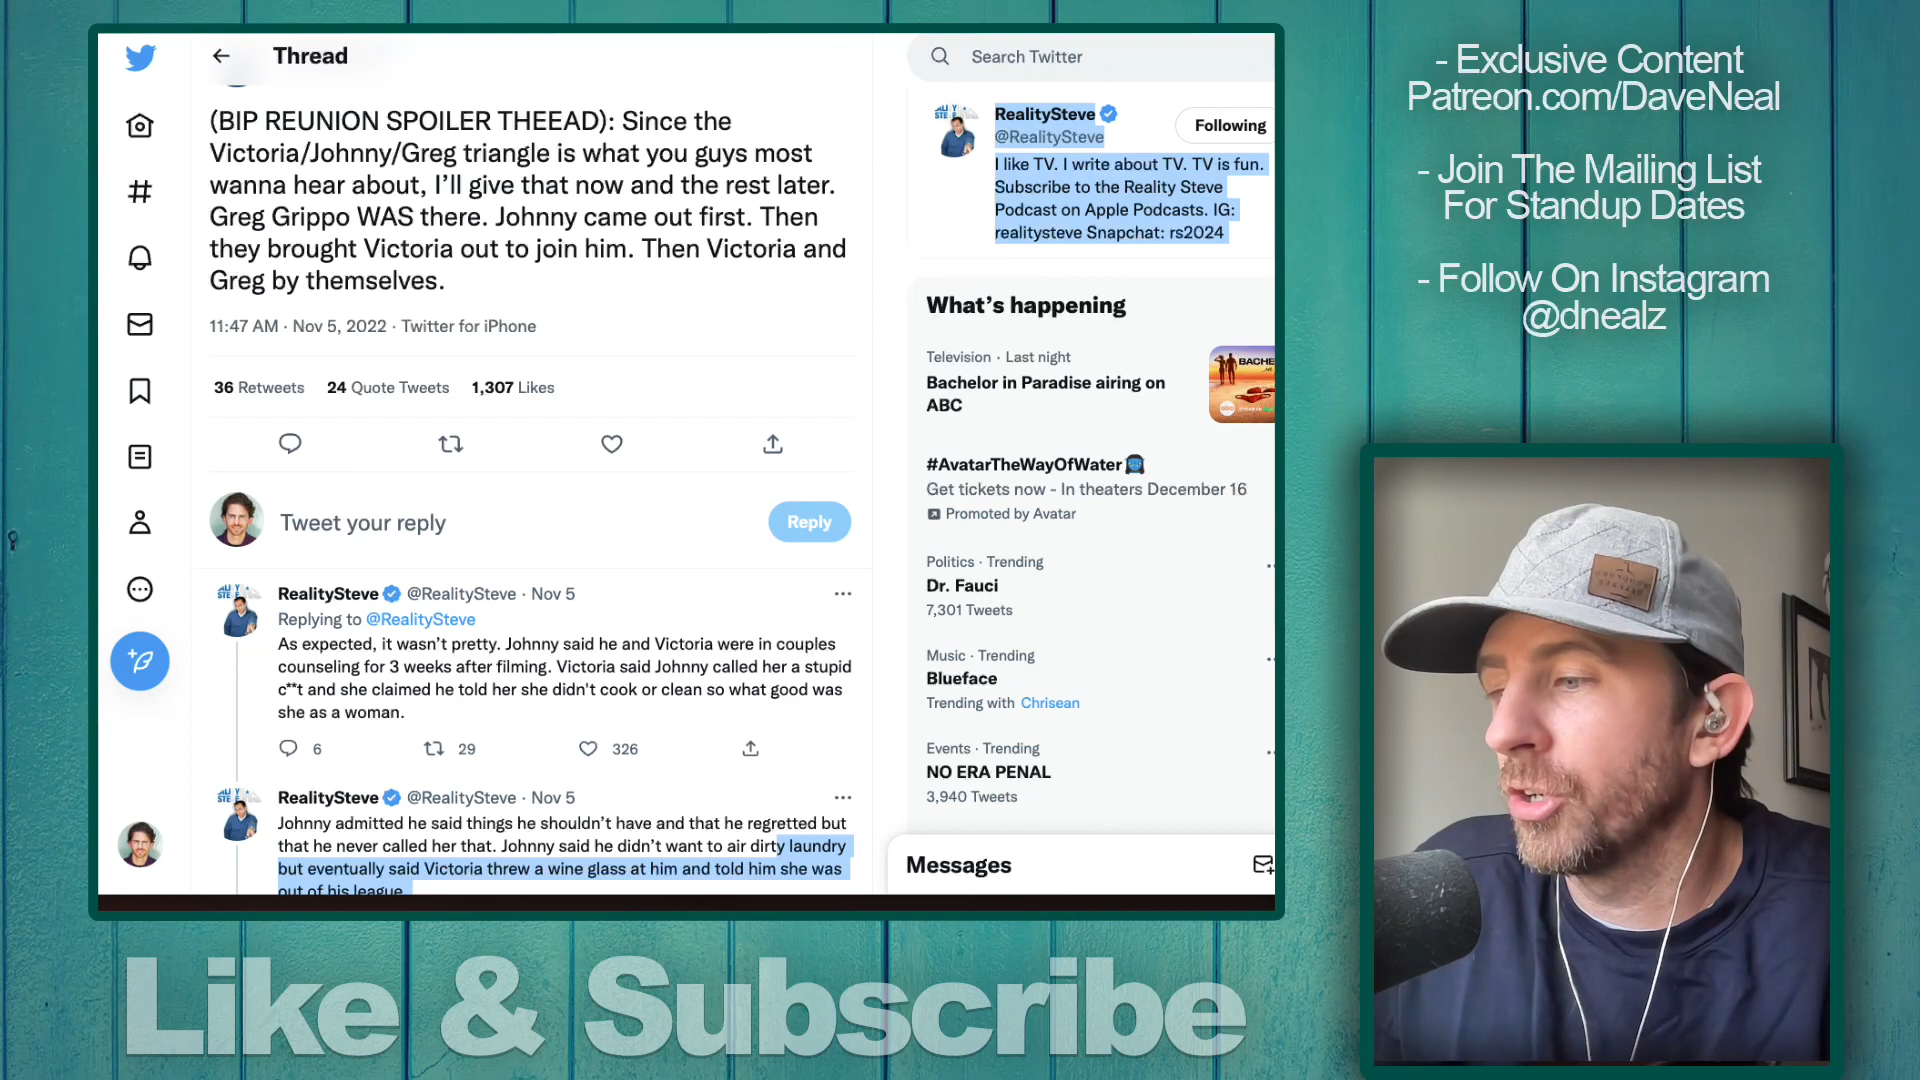 Thread
(BIP REUNION SPOILER THEEAD): Since the
Victoria/Johnny/Greg triangle is what you guys most
wanna hear about, I'll give that now and the rest later.
Greg Grippo WAS there. Johnny came out first. Then
they brought Victoria out to join him. Then Victoria and
Greg by themselves.
11:47 AM · Nov 5, 2022 · Twitter for iPhone
36 Retweets 24 Quote Tweets 1,307 Likes
Tweet your reply
Reply
RealitySteve @RealitySteve · Nov 5
Replying to @RealitySteve
As expected, it wasn't pretty. Johnny said he and Victoria were in couples
counseling for 3 weeks after filming. Victoria said Johnny called her a stupid
c**t and she claimed he told her she didn't cook or clean so what good was
she as a woman.
6 29 326
RealitySteve @RealitySteve · Nov 5
Johnny admitted he said things he shouldn't have and that he regretted but
that he never called her that. Johnny said he didn't want to air dirty laundry
but eventually said Victoria threw a wine glass at him and told him she was
out of his league.
Search Twitter
RealitySteve
@RealitySteve
Following
I like TV. I write about TV. TV is fun.
Subscribe to the Reality Steve
Podcast on Apple Podcasts. IG:
realitysteve Snapchat: rs2024
What's happening
Television · Last night
Bachelor in Paradise airing on
ABC
BACHE
abc
#AvatarTheWayOfWater
Get tickets now - In theaters December 16
Promoted by Avatar
Politics · Trending
Dr. Fauci
7,301 Tweets
Music · Trending
Blueface
Trending with Chrisean
Events · Trending
NO ERA PENAL
3,940 Tweets
Messages
- Exclusive Content
Patreon.com/DaveNeal
- Join The Mailing List
For Standup Dates
- Follow On Instagram
@dnealz
Like & Subscribe